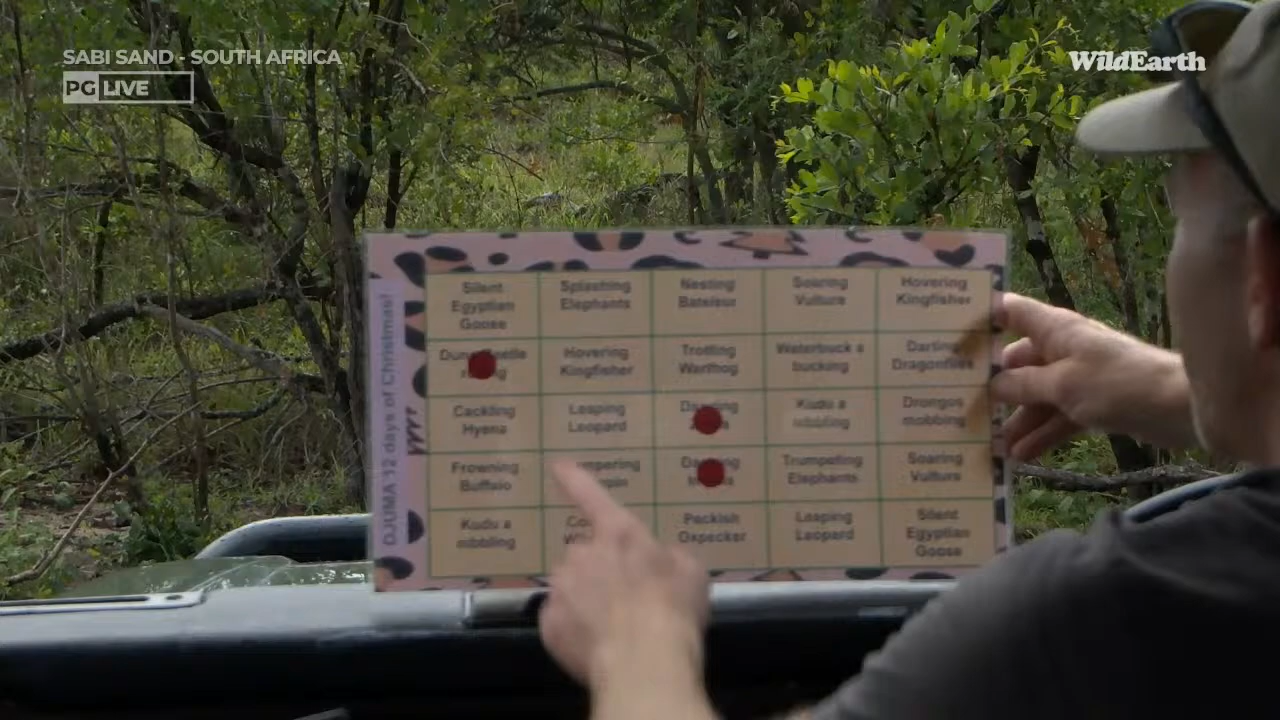 SABI SAND - SOUTH AFRICA
PG LIVE
WildEarth
DJUMA 12 days of Christmas!
Silent
Egyptian
Goose
Splashing
Elephants
Nesting
Bateleur
Soaring
Vulture
Hovering
Kingfisher
Hovering
Kingfisher
Trotting
Warthog
Waterbuck a
bucking
Darting
Dragonflies
Cackling
Hyena
Leaping
Leopard
Kudu a
nibbling
Drongos
mobbing
Frowning
Buffalo
Trumpeting
Elephants
Soaring
Vulture
Kudu a
nibbling
Peckish
Oxpecker
Leaping
Leopard
Silent
Egyptian
Goose